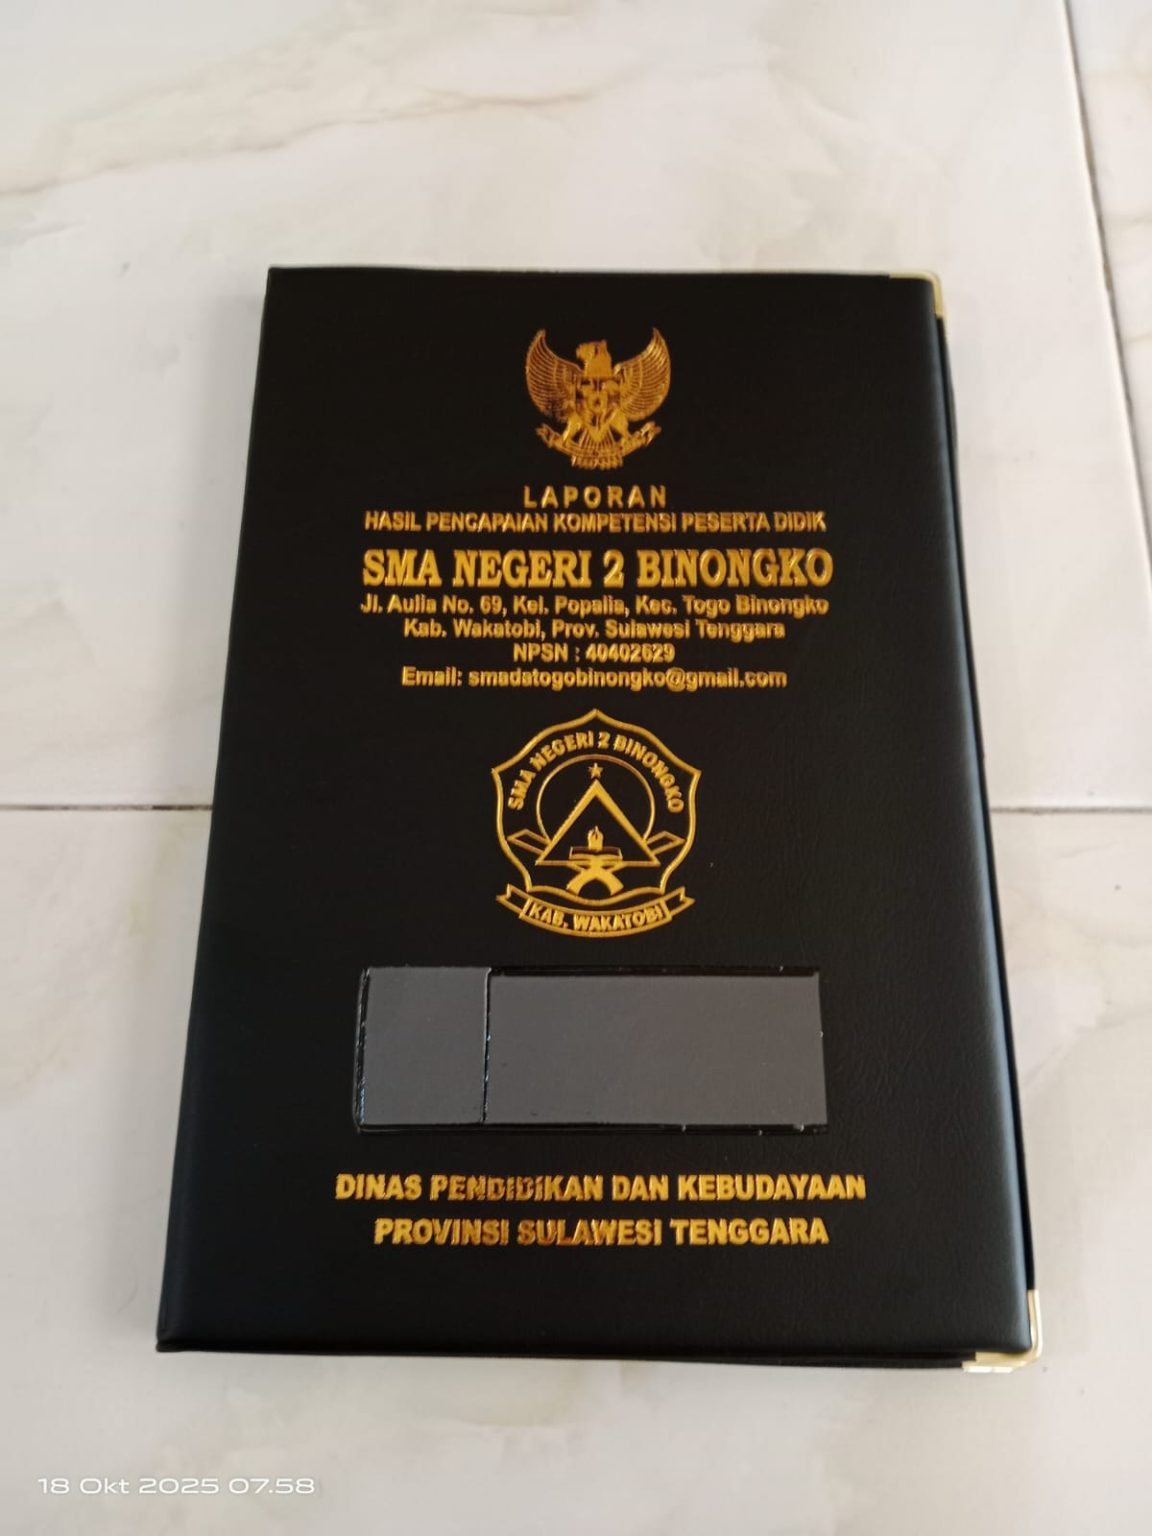 LAPORAN
HASIL PENCAPAIAN KOMPETENSI PESERTA DIDIK
SMA NEGERI 2 BINONGKO
Jl. Aulia No. 69, Kel. Popalia, Kec. Togo Binongko
Kab. Wakatobi, Prov. Sulawesi Tenggara
NPSN : 40402629
Email: smadatogobinongko@gmail.com
SMA NEGERI 2 BINONGKO
KAB. WAKATOBI
DINAS PENDIDIKAN DAN KEBUDAYAAN
PROVINSI SULAWESI TENGGARA
18 Okt 2025 07.58